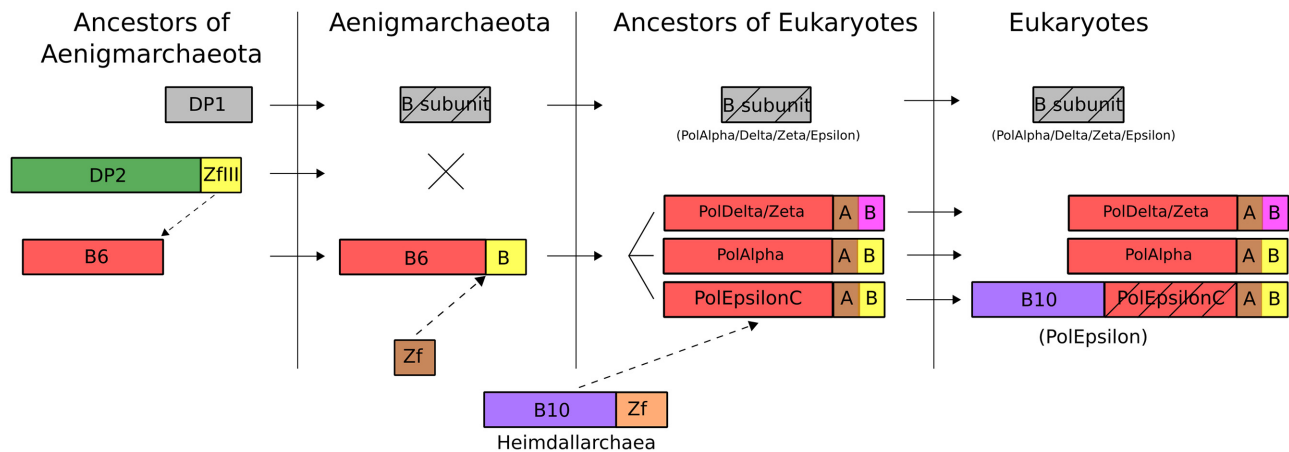 Ancestors of
Aenigmarchaeota
Aenigmarchaeota
Ancestors of Eukaryotes
Eukaryotes
DP1
B subunit
B subunit
(PolAlpha/Delta/Zeta/Epsilon)
B subunit
(PolAlpha/Delta/Zeta/Epsilon)
DP2
ZfIII
PolDelta/Zeta
A
B
PolDelta/Zeta
A
B
B6
B6
B
PolAlpha
A
B
PolAlpha
A
B
PolEpsilonC
A
B
B10
PolEpsilonC
A
B
(PolEpsilon)
Zf
B10
Zf
Heimdallarchaea